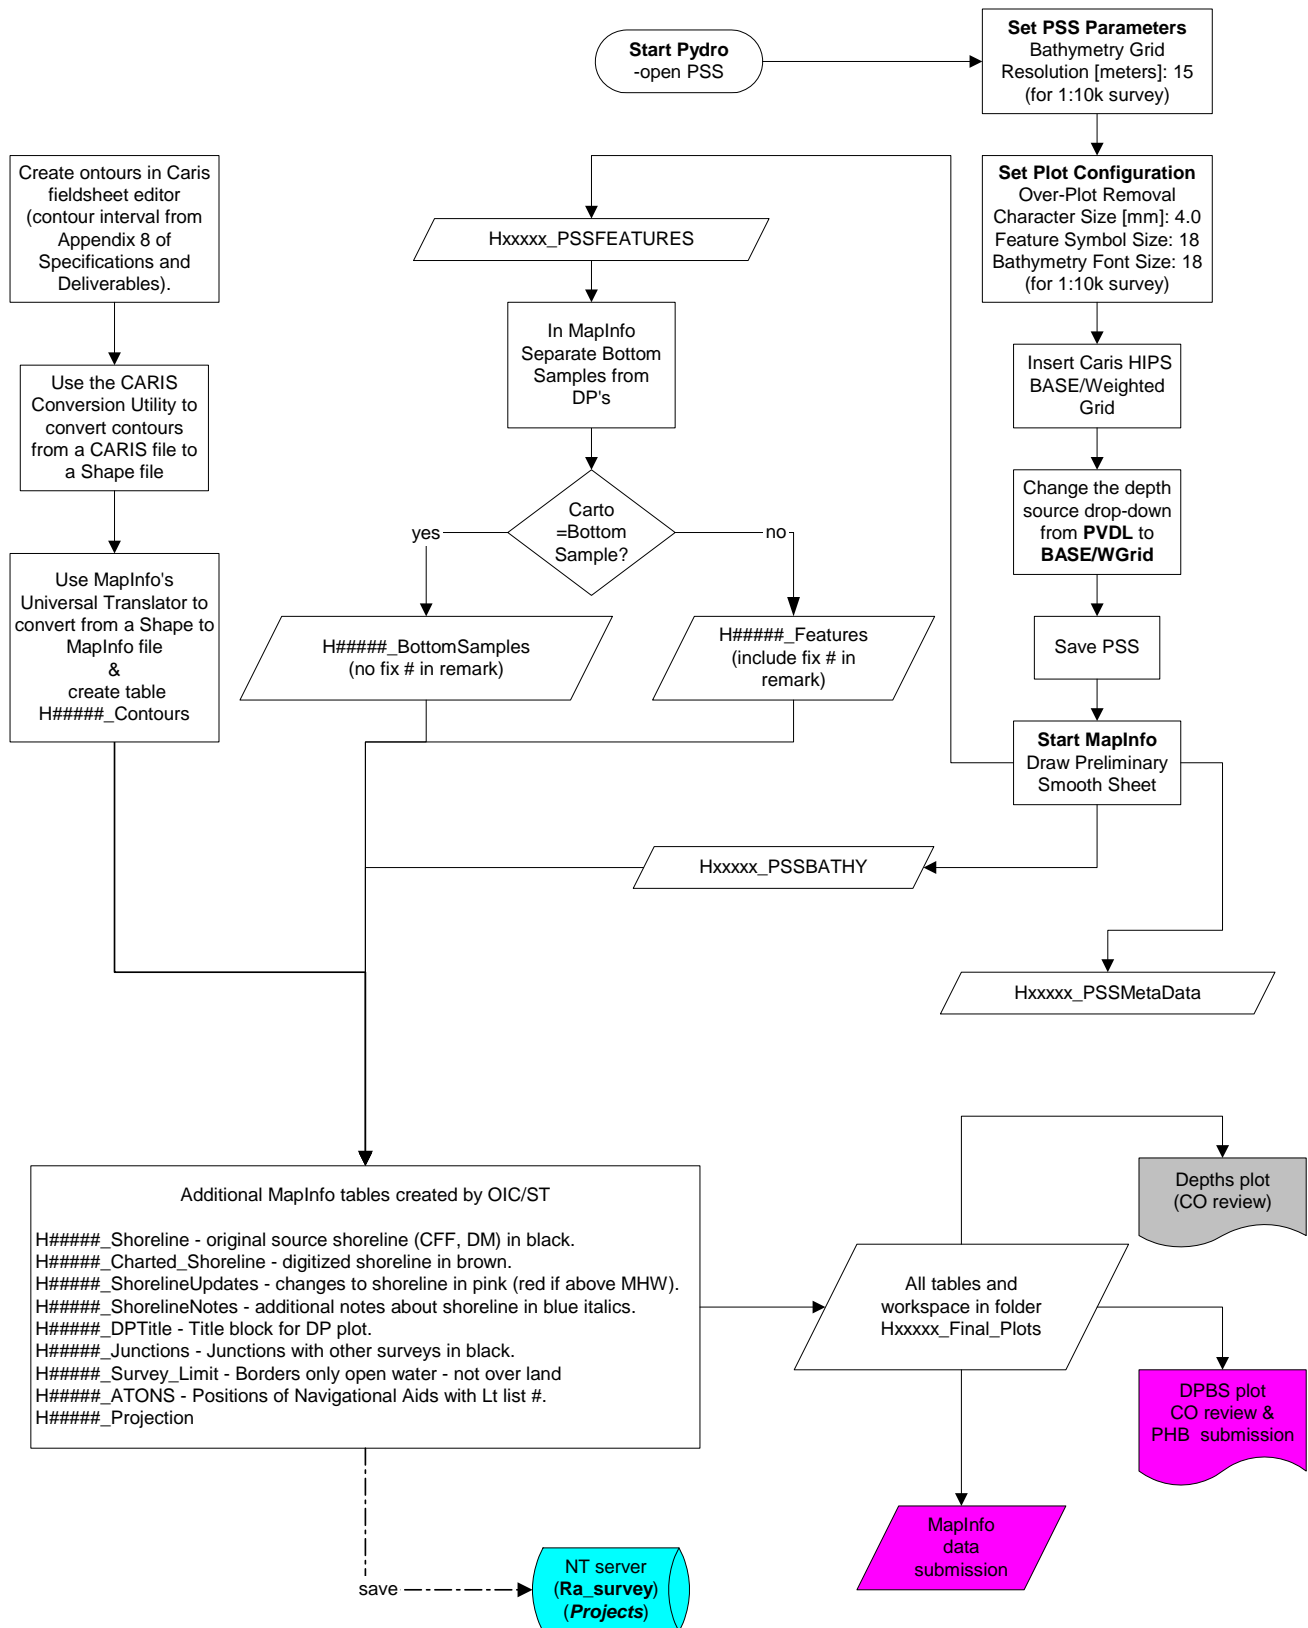 Start Pydro
-open PSS
Set PSS Parameters
Bathymetry Grid
Resolution [meters]: 15
(for 1:10k survey)
Create ontours in Caris
fieldsheet editor
(contour interval from
Appendix 8 of
Specifications and
Deliverables).
Set Plot Configuration
Over-Plot Removal
Character Size [mm]: 4.0
Feature Symbol Size: 18
Bathymetry Font Size: 18
(for 1:10k survey)
Hxxxxx_PSSFEATURES
In MapInfo
Separate Bottom
Samples from
DP's
Insert Caris HIPS
BASE/Weighted
Grid
Use the CARIS
Conversion Utility to
convert contours
from a CARIS file to
a Shape file
Change the depth
source drop-down
from PVDL to
BASE/WGrid
Carto
=Bottom
Sample?
yes
no
Use MapInfo's
Universal Translator to
convert from a Shape to
MapInfo file
&
create table
H#####_Contours
H#####_BottomSamples
(no fix # in remark)
H#####_Features
(include fix # in
remark)
Save PSS
Start MapInfo
Draw Preliminary
Smooth Sheet
Hxxxxx_PSSBATHY
Hxxxxx_PSSMetaData
Additional MapInfo tables created by OIC/ST
H#####_Shoreline - original source shoreline (CFF, DM) in black.
H#####_Charted_Shoreline - digitized shoreline in brown.
H#####_ShorelineUpdates - changes to shoreline in pink (red if above MHW).
H#####_ShorelineNotes - additional notes about shoreline in blue italics.
H#####_DPTitle - Title block for DP plot.
H#####_Junctions - Junctions with other surveys in black.
H#####_Survey_Limit - Borders only open water - not over land
H#####_ATONS - Positions of Navigational Aids with Lt list #.
H#####_Projection
Depths plot
(CO review)
All tables and
workspace in folder
Hxxxxx_Final_Plots
DPBS plot
CO review &
PHB submission
MapInfo
data
submission
save
NT server
(Ra_survey)
(Projects)